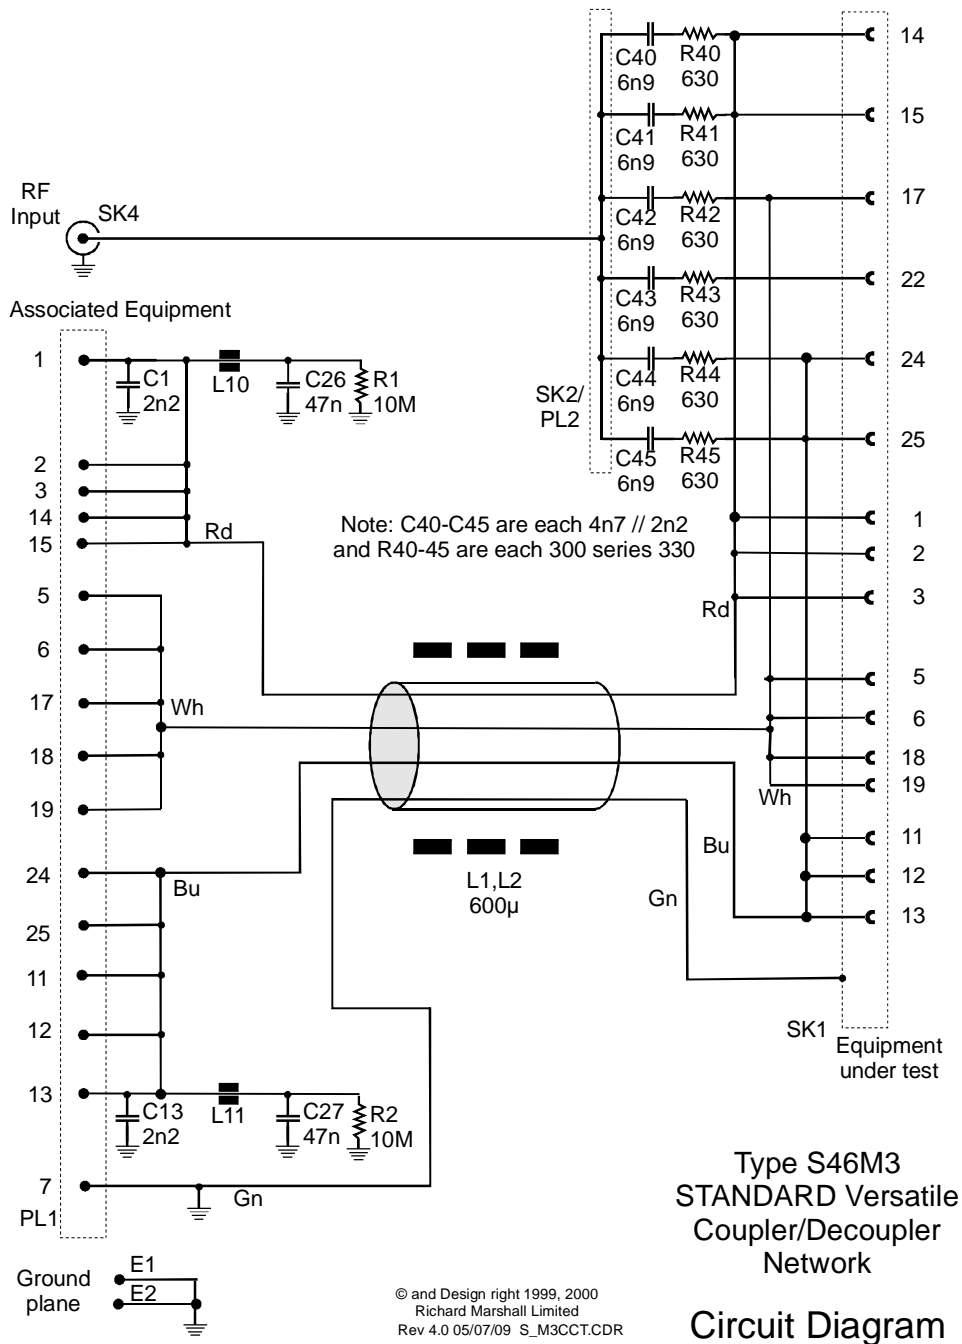 C40
6n9
R40
630
14
C41
6n9
R41
630
15
RF
Input
SK4
C42
6n9
R42
630
17
C43
6n9
R43
630
22
Associated Equipment
1
C1
2n2
L10
C26
47n
R1
10M
SK2/
PL2
C44
6n9
R44
630
24
C45
6n9
R45
630
25
2
3
14
15
Rd
Note: C40-C45 are each 4n7 // 2n2
and R40-45 are each 300 series 330
1
2
3
Rd
5
6
17
Wh
18
19
5
6
18
19
Wh
24
Bu
25
11
12
L1,L2
600µ
Bu
Gn
11
12
13
SK1
Equipment
under test
13
C13
2n2
L11
C27
47n
R2
10M
7
PL1
Gn
Ground
plane
E1
E2
© and Design right 1999, 2000
Richard Marshall Limited
Rev 4.0 05/07/09 S_M3CCT.CDR
Type S46M3
STANDARD Versatile
Coupler/Decoupler
Network
Circuit Diagram